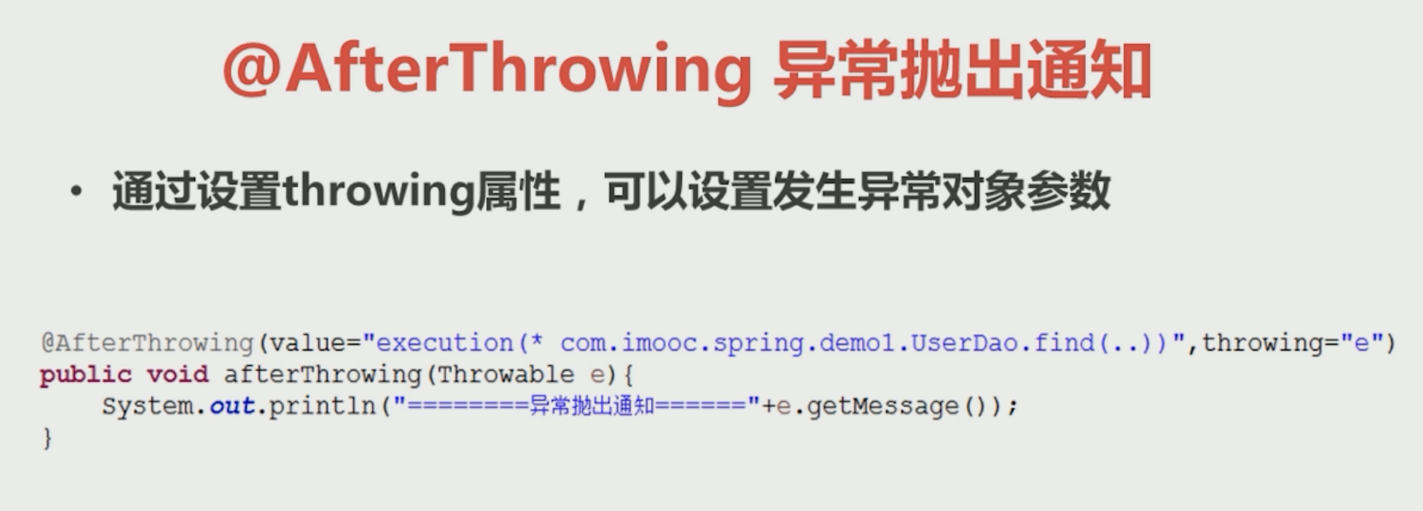 @AfterThrowing 异常抛出通知
• 通过设置throwing属性，可以设置发生异常对象参数
@AfterThrowing(value="execution(* com.imooc.spring.demo1.UserDao.find(..))",throwing="e")
public void afterThrowing(Throwable e){
    System.out.println("========异常抛出通知======"+e.getMessage());
}